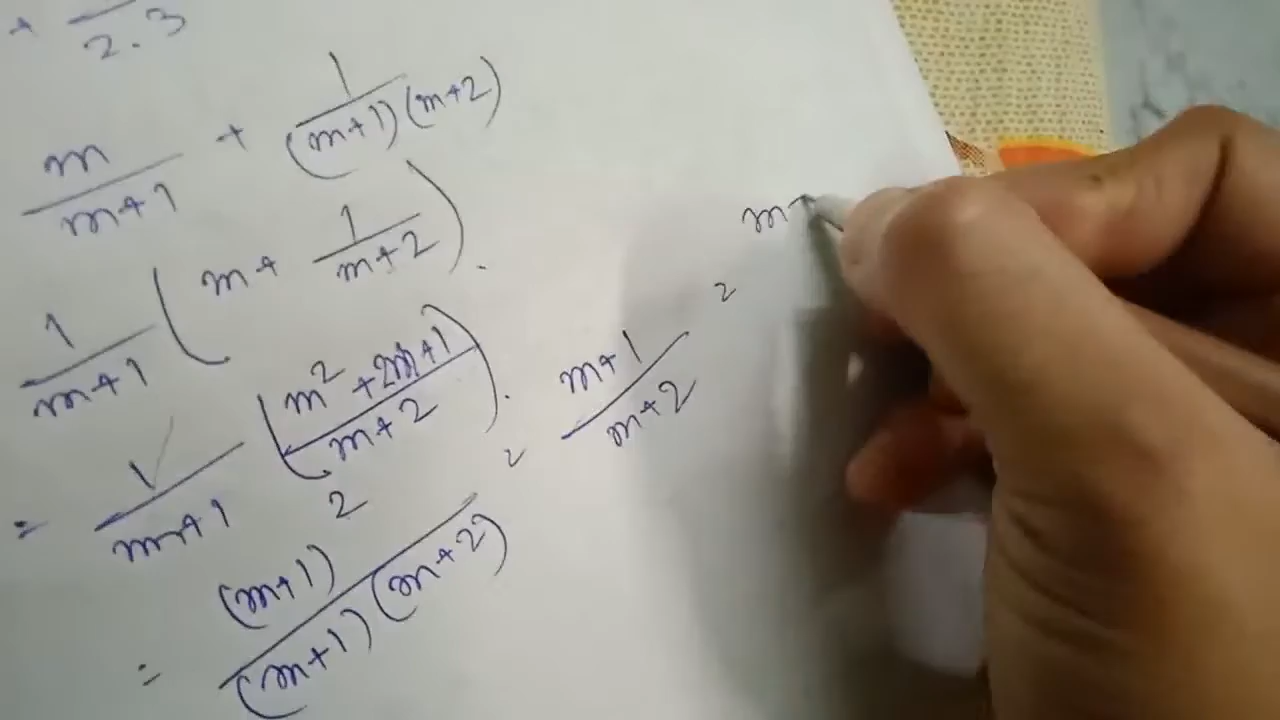 + /2.3
m/(m+1) + 1/((m+1)(m+2))
1/(m+1) (m + 1/(m+2)).
= 1/(m+1) ((m² + 2m + 1)/(m+2)).
= (m+1)²/((m+1)(m+2)) = (m+1)/(m+2) = m+